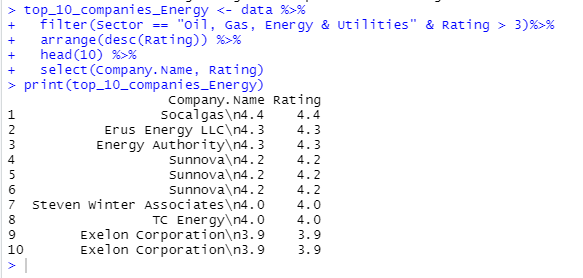 > top_10_companies_Energy <- data %>%
+   filter(Sector == "Oil, Gas, Energy & Utilities" & Rating > 3)%>%
+   arrange(desc(Rating)) %>%
+   head(10) %>%
+   select(Company.Name, Rating)
> print(top_10_companies_Energy)
                  Company.Name Rating
1                Socalgas\n4.4    4.4
2         Erus Energy LLC\n4.3    4.3
3        Energy Authority\n4.3    4.3
4                 Sunnova\n4.2    4.2
5                 Sunnova\n4.2    4.2
6                 Sunnova\n4.2    4.2
7 Steven Winter Associates\n4.0    4.0
8               TC Energy\n4.0    4.0
9      Exelon Corporation\n3.9    3.9
10     Exelon Corporation\n3.9    3.9
>